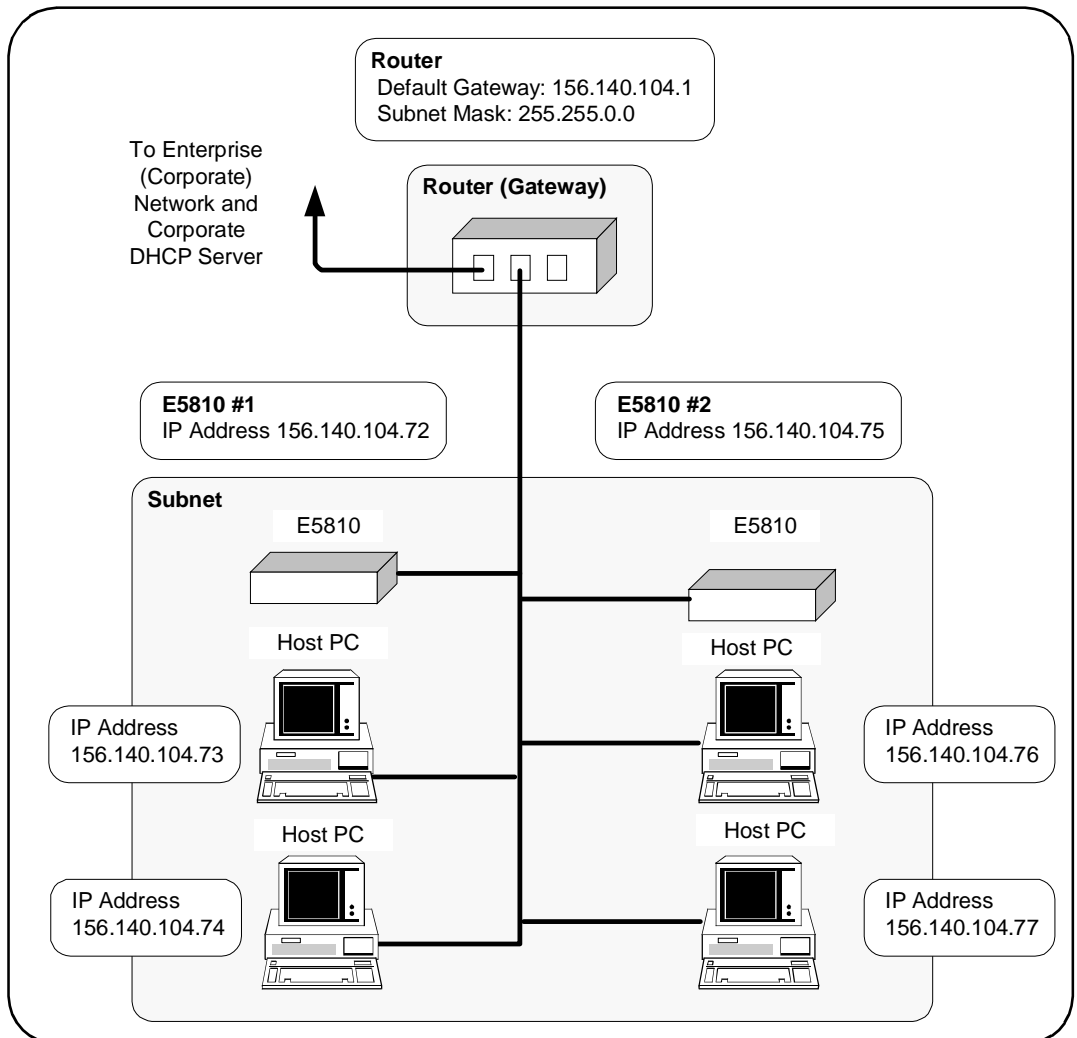 Router
Default Gateway: 156.140.104.1
Subnet Mask: 255.255.0.0
To Enterprise
(Corporate)
Network and
Corporate
DHCP Server
Router (Gateway)
E5810 #1
IP Address 156.140.104.72
E5810 #2
IP Address 156.140.104.75
Subnet
E5810
E5810
Host PC
Host PC
IP Address
156.140.104.73
IP Address
156.140.104.76
Host PC
Host PC
IP Address
156.140.104.74
IP Address
156.140.104.77